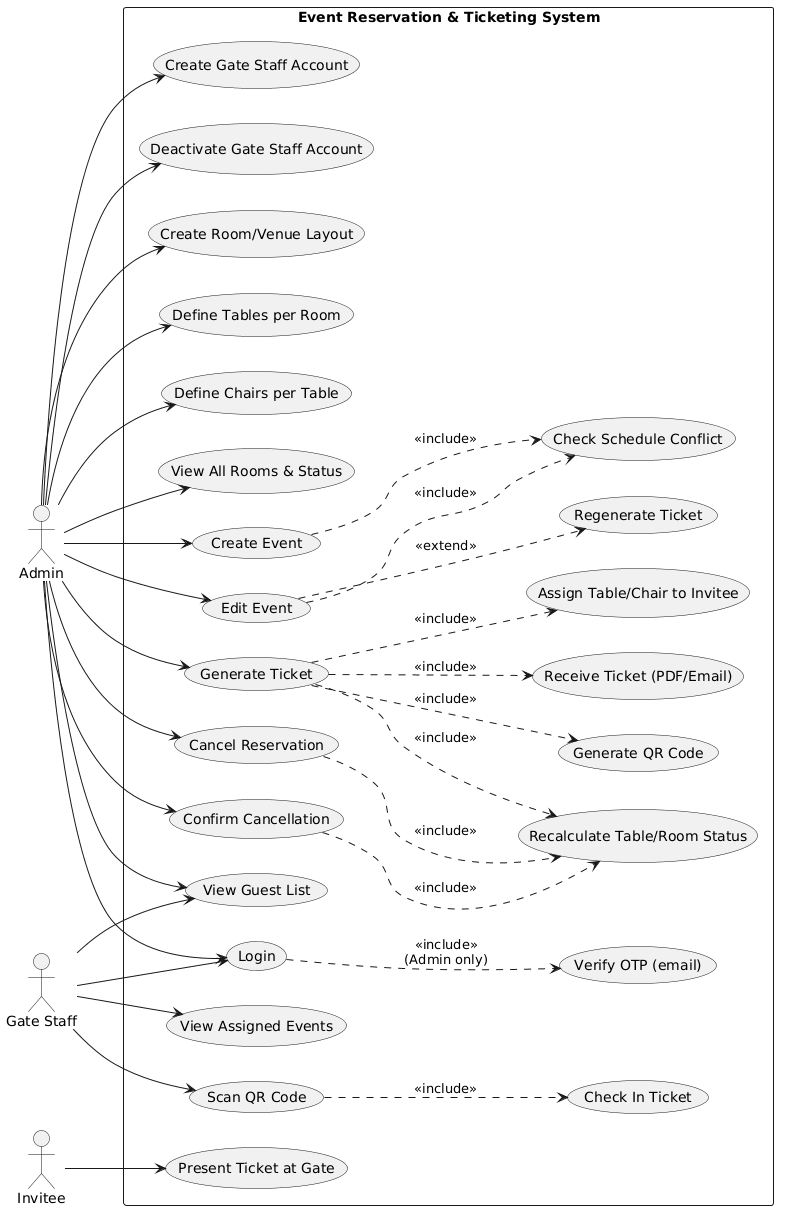 Event Reservation & Ticketing System
Create Gate Staff Account
Deactivate Gate Staff Account
Create Room/Venue Layout
Define Tables per Room
Define Chairs per Table
«include»
Check Schedule Conflict
View All Rooms & Status
«include»
Regenerate Ticket
Create Event
«extend»
Admin
Assign Table/Chair to Invitee
Edit Event
«include»
«include»
Generate Ticket
Receive Ticket (PDF/Email)
«include»
«include»
Cancel Reservation
Generate QR Code
Confirm Cancellation
«include»
Recalculate Table/Room Status
«include»
View Guest List
«include»
(Admin only)
Login
Verify OTP (email)
Gate Staff
View Assigned Events
«include»
Scan QR Code
Check In Ticket
Present Ticket at Gate
Invitee